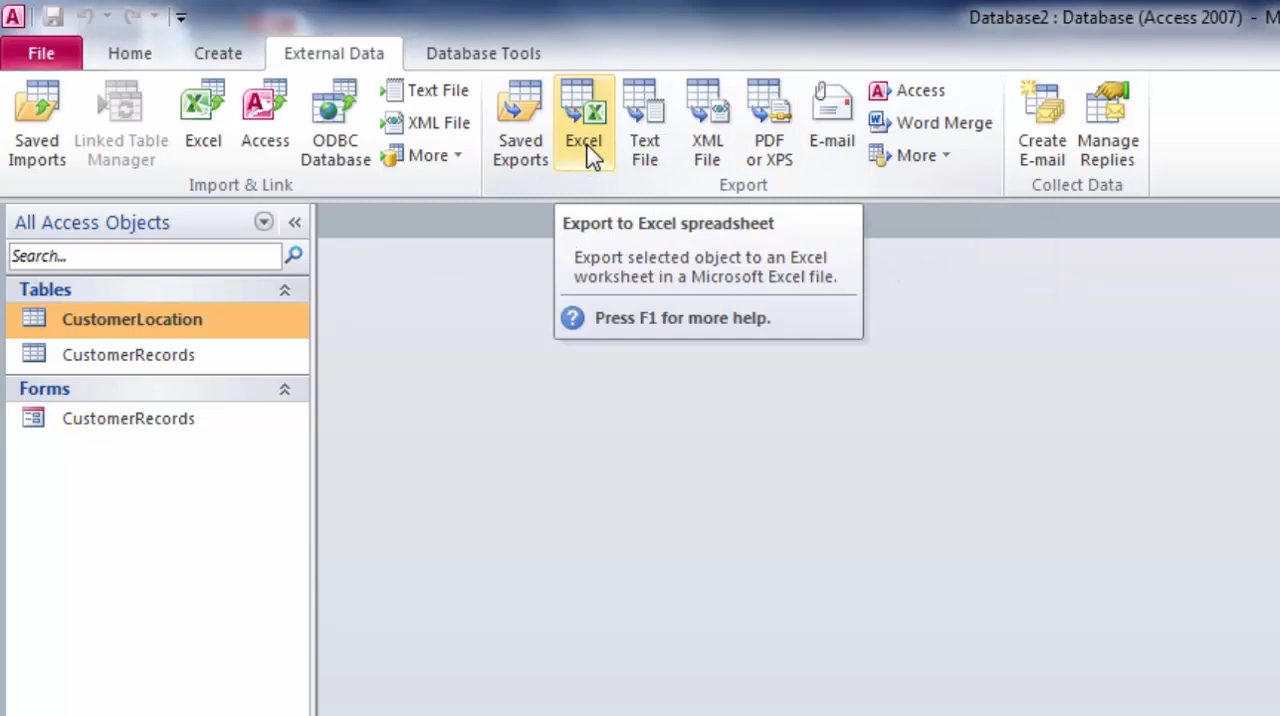 Database2 : Database (Access 2007) - M
File
Home
Create
External Data
Database Tools
Saved Imports
Linked Table Manager
Excel
Access
ODBC Database
Text File
XML File
More
Import & Link
Saved Exports
Excel
Text File
XML File
PDF or XPS
E-mail
Access
Word Merge
More
Export
Create E-mail
Manage Replies
Collect Data
All Access Objects
Search...
Tables
CustomerLocation
CustomerRecords
Forms
CustomerRecords
Export to Excel spreadsheet
Export selected object to an Excel
worksheet in a Microsoft Excel file.
Press F1 for more help.